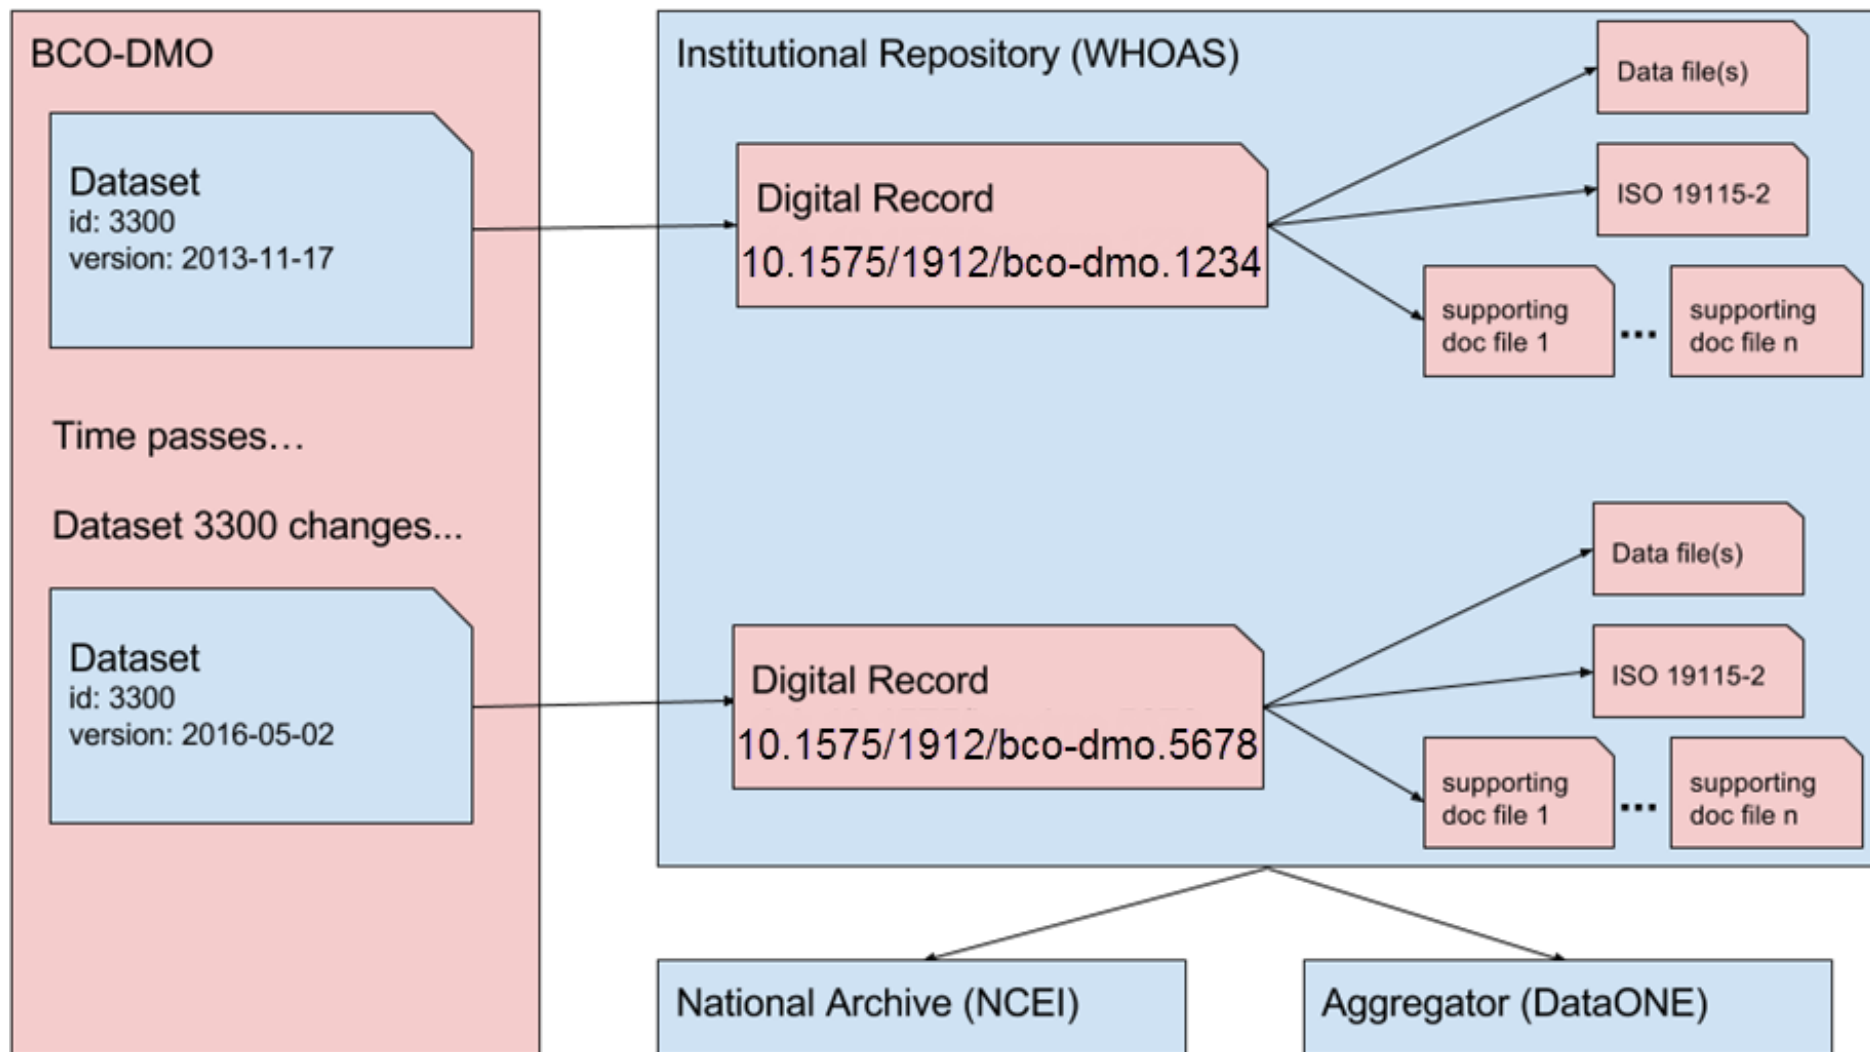 BCO-DMO
Dataset
id: 3300
version: 2013-11-17
Time passes…
Dataset 3300 changes...
Dataset
id: 3300
version: 2016-05-02
Institutional Repository (WHOAS)
Digital Record
10.1575/1912/bco-dmo.1234
Data file(s)
ISO 19115-2
supporting
doc file 1
...
supporting
doc file n
Digital Record
10.1575/1912/bco-dmo.5678
Data file(s)
ISO 19115-2
supporting
doc file 1
...
supporting
doc file n
National Archive (NCEI)
Aggregator (DataONE)